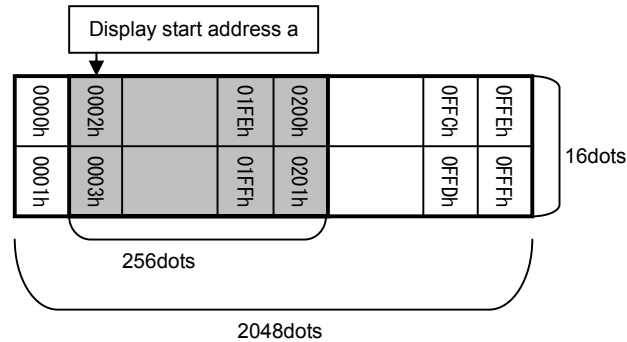 Display start address a
0000h 0002h 01FEh 0200h 0FFCh 0FFEh
0001h 0003h 01FFh 0201h 0FFDh 0FFFh
16dots
256dots
2048dots